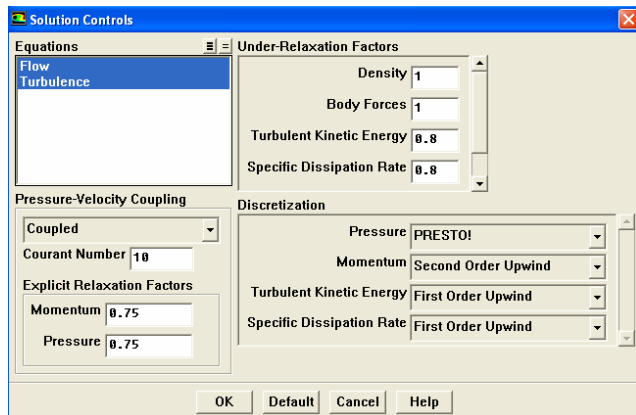 Solution Controls
Equations
Flow
Turbulence
Under-Relaxation Factors
Density 1
Body Forces 1
Turbulent Kinetic Energy 0.8
Specific Dissipation Rate 0.8
Pressure-Velocity Coupling
Coupled
Courant Number 10
Explicit Relaxation Factors
Momentum 0.75
Pressure 0.75
Discretization
Pressure PRESTO!
Momentum Second Order Upwind
Turbulent Kinetic Energy First Order Upwind
Specific Dissipation Rate First Order Upwind
OK Default Cancel Help